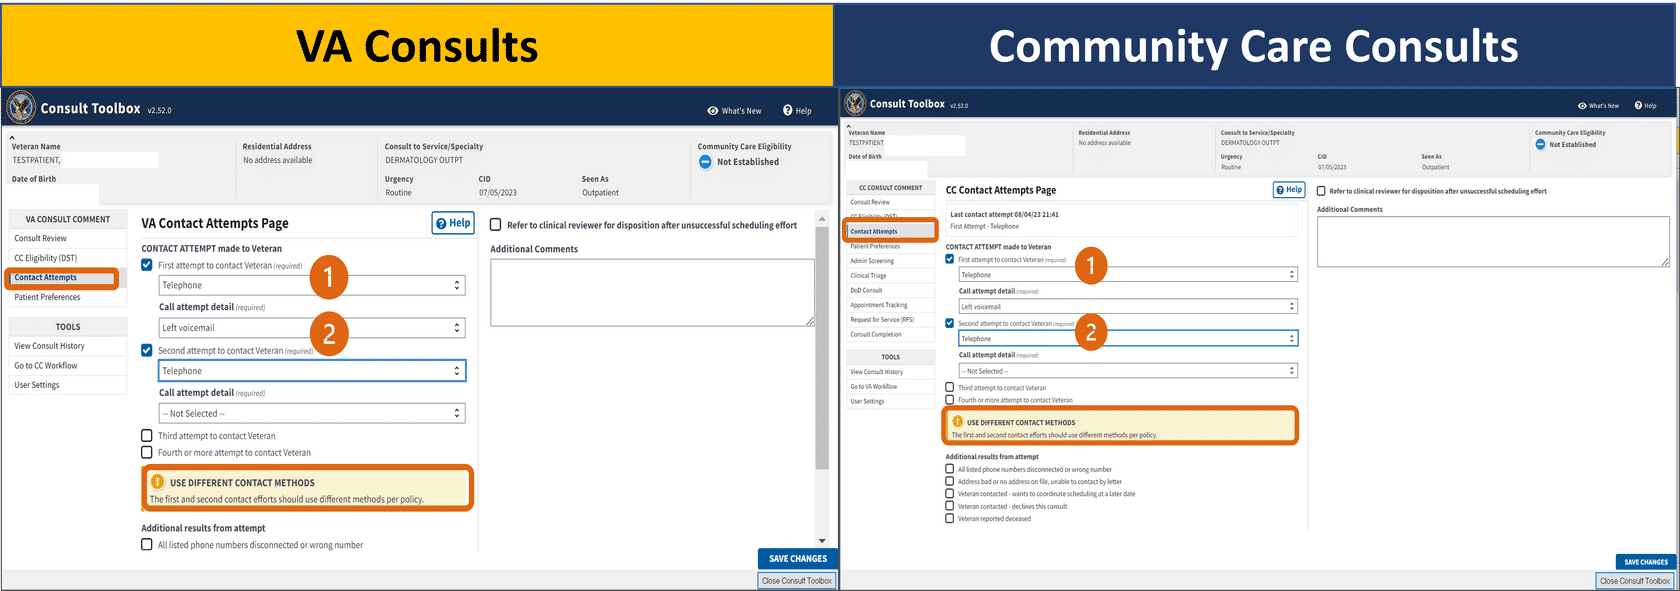 VA Consults
Consult Toolbox v2.52.0
What's New
Help
Veteran Name
TESTPATIENT,
Date of Birth
Residential Address
No address available
Consult to Service/Specialty
DERMATOLOGY OUTPT
Urgency
Routine
CID
07/05/2023
Seen As
Outpatient
Community Care Eligibility
Not Established
VA CONSULT COMMENT
Consult Review
CC Eligibility (DST)
Contact Attempts
Patient Preferences
TOOLS
View Consult History
Go to CC Workflow
User Settings
VA Contact Attempts Page
Help
CONTACT ATTEMPT made to Veteran
First attempt to contact Veteran (required)
1
Telephone
Call attempt detail (required)
Left voicemail
2
Second attempt to contact Veteran (required)
Telephone
Call attempt detail (required)
-- Not Selected --
Third attempt to contact Veteran
Fourth or more attempt to contact Veteran
USE DIFFERENT CONTACT METHODS
The first and second contact efforts should use different methods per policy.
Additional results from attempt
All listed phone numbers disconnected or wrong number
Refer to clinical reviewer for disposition after unsuccessful scheduling effort
Additional Comments
SAVE CHANGES
Close Consult Toolbox
Community Care Consults
Consult Toolbox v2.52.0
What's New
Help
Veteran Name
TESTPATIENT
Date of Birth
Residential Address
No address available
Consult to Service/Specialty
DERMATOLOGY OUTPT
Urgency
Routine
CID
07/05/2023
Seen As
Outpatient
Community Care Eligibility
Not Established
CC CONSULT COMMENT
Consult Review
CC Eligibility (DST)
Contact Attempts
Patient Preferences
Admin Screening
Clinical Triage
DoD Consult
Appointment Tracking
Request for Service (RFS)
Consult Completion
TOOLS
View Consult History
Go to VA Workflow
User Settings
CC Contact Attempts Page
Help
Last contact attempt 08/04/23 21:41
First Attempt - Telephone
CONTACT ATTEMPT made to Veteran
First attempt to contact Veteran (required)
1
Telephone
Call attempt detail (required)
Left voicemail
Second attempt to contact Veteran (required)
2
Telephone
Call attempt detail (required)
-- Not Selected --
Third attempt to contact Veteran
Fourth or more attempt to contact Veteran
USE DIFFERENT CONTACT METHODS
The first and second contact efforts should use different methods per policy.
Additional results from attempt
All listed phone numbers disconnected or wrong number
Address bad or no address on file, unable to contact by letter
Veteran contacted - wants to coordinate scheduling at a later date
Veteran contacted - declines this consult
Veteran reported deceased
Refer to clinical reviewer for disposition after unsuccessful scheduling effort
Additional Comments
SAVE CHANGES
Close Consult Toolbox